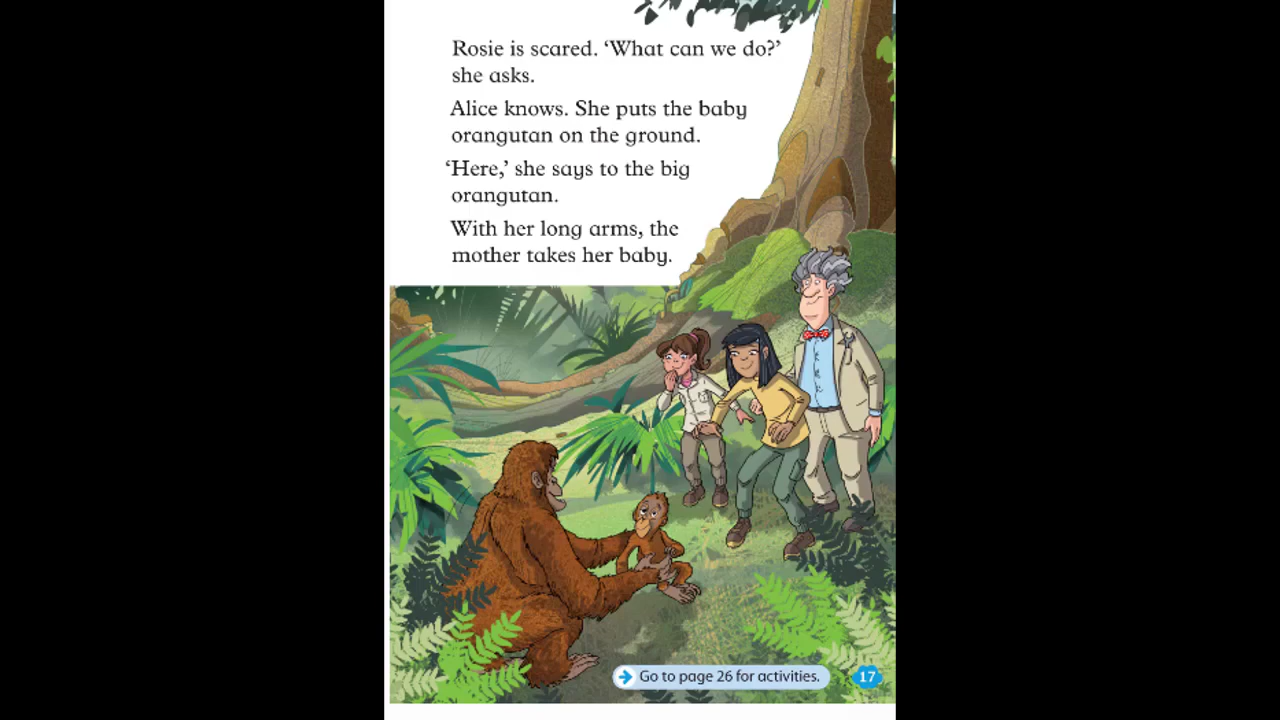 Rosie is scared. ‘What can we do?’
she asks.
Alice knows. She puts the baby
orangutan on the ground.
‘Here,’ she says to the big
orangutan.
With her long arms, the
mother takes her baby.
Go to page 26 for activities.
17